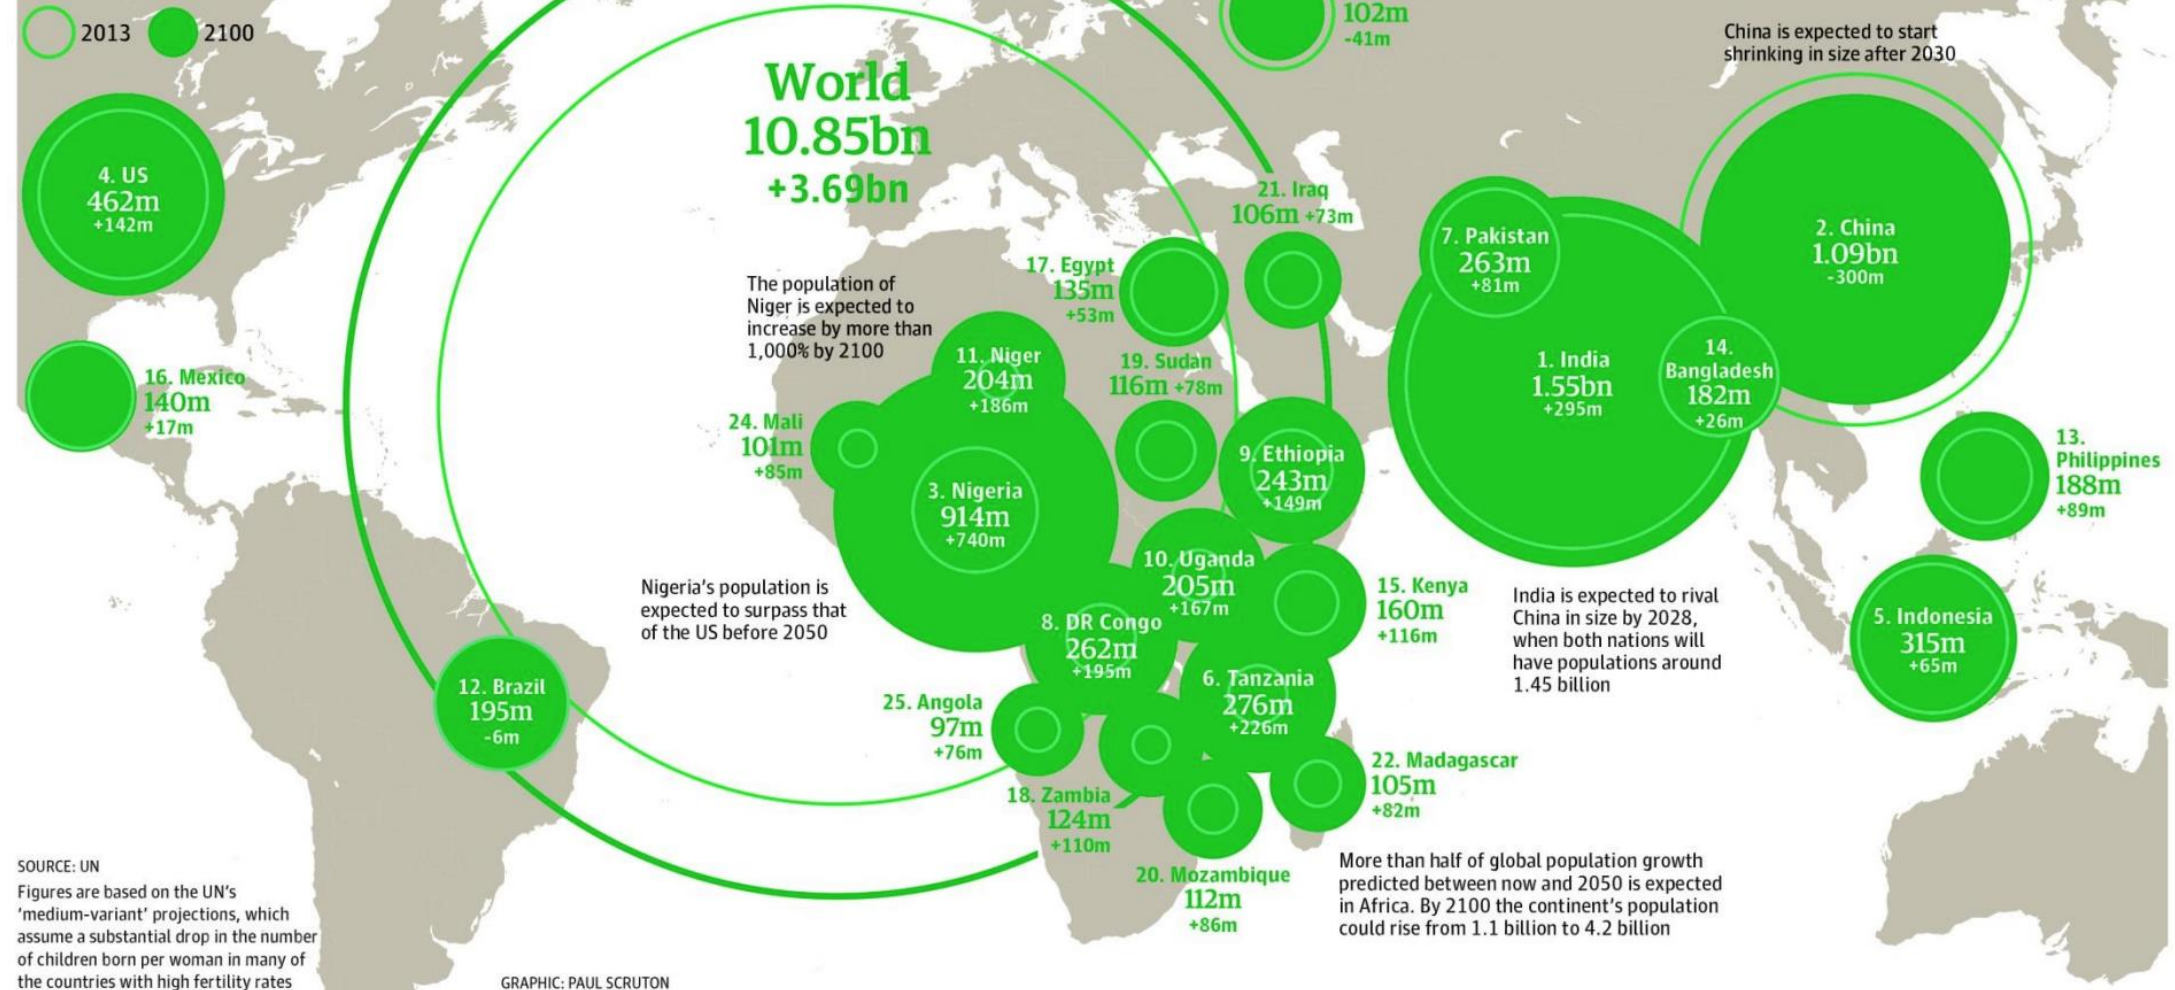 2013
2100
102m
-41m
China is expected to start
shrinking in size after 2030
World
10.85bn
+3.69bn
4. US
462m
+142m
21. Iraq
106m +73m
7. Pakistan
263m
+81m
2. China
1.09bn
-300m
17. Egypt
135m
+53m
The population of
Niger is expected to
increase by more than
1,000% by 2100
11. Niger
204m
+186m
19. Sudan
116m +78m
1. India
1.55bn
+295m
14.
Bangladesh
182m
+26m
16. Mexico
140m
+17m
24. Mali
101m
+85m
3. Nigeria
914m
+740m
9. Ethiopia
243m
+149m
13.
Philippines
188m
+89m
10. Uganda
205m
+167m
15. Kenya
160m
+116m
Nigeria's population is
expected to surpass that
of the US before 2050
8. DR Congo
262m
+195m
India is expected to rival
China in size by 2028,
when both nations will
have populations around
1.45 billion
5. Indonesia
315m
+65m
12. Brazil
195m
-6m
6. Tanzania
276m
+226m
25. Angola
97m
+76m
22. Madagascar
105m
+82m
18. Zambia
124m
+110m
20. Mozambique
112m
+86m
More than half of global population growth
predicted between now and 2050 is expected
in Africa. By 2100 the continent's population
could rise from 1.1 billion to 4.2 billion
SOURCE: UN
Figures are based on the UN's
'medium-variant' projections, which
assume a substantial drop in the number
of children born per woman in many of
the countries with high fertility rates
GRAPHIC: PAUL SCRUTON